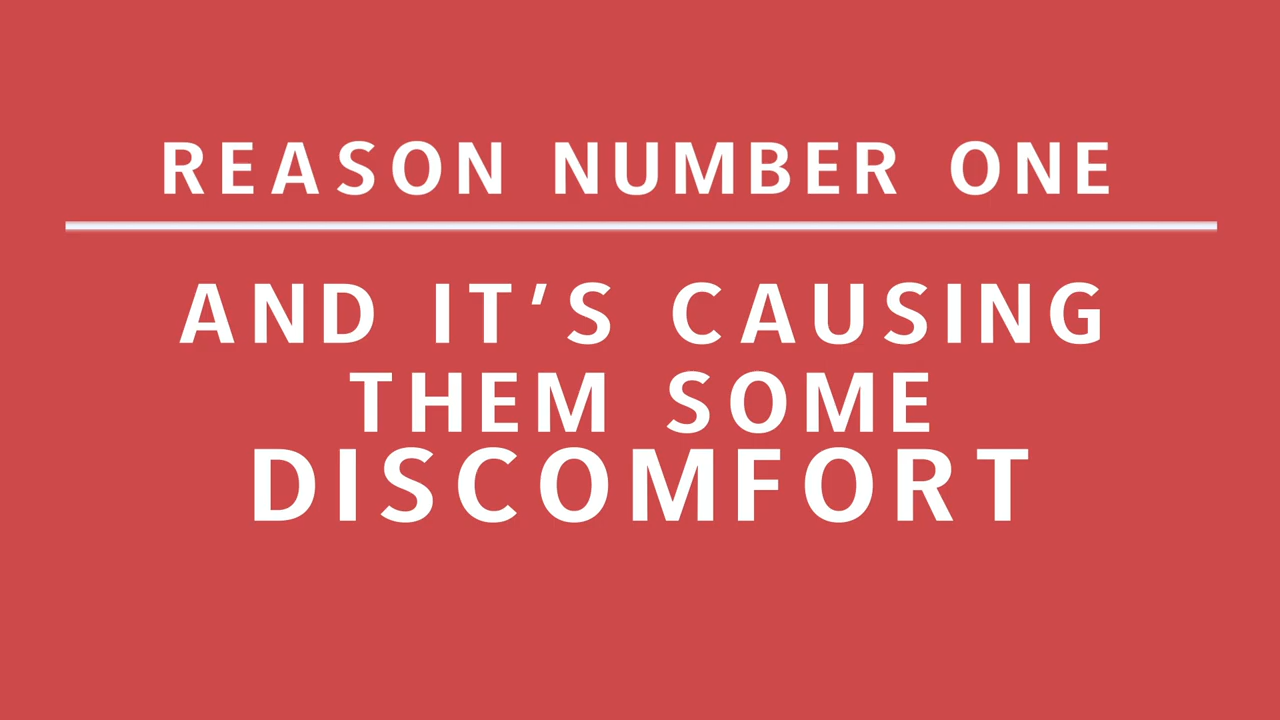 REASON NUMBER ONE
AND IT'S CAUSING
THEM SOME
DISCOMFORT